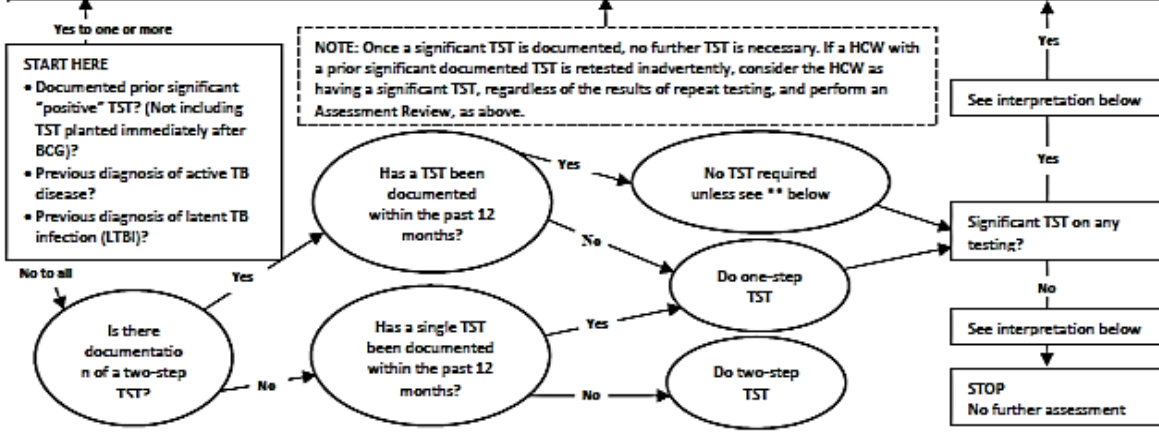 Yes to one or more
START HERE
• Documented prior significant
"positive" TST? (Not including
TST planted immediately after
BCG)?
• Previous diagnosis of active TB
disease?
• Previous diagnosis of latent TB
infection (LTBI)?
NOTE: Once a significant TST is documented, no further TST is necessary. If a HCW with
a prior significant documented TST is retested inadvertently, consider the HCW as
having a significant TST, regardless of the results of repeat testing, and perform an
Assessment Review, as above.
Yes
See interpretation below
Yes
Has a TST been
documented
within the past 12
months?
Yes
No TST required
unless see ** below
Significant TST on any
testing?
No to all
Yes
No
Do one-step
TST
No
Is there
documentatio
n of a two-step
TST?
No
Has a single TST
been documented
within the past 12
months?
Yes
No
Do two-step
TST
See interpretation below
STOP
No further assessment